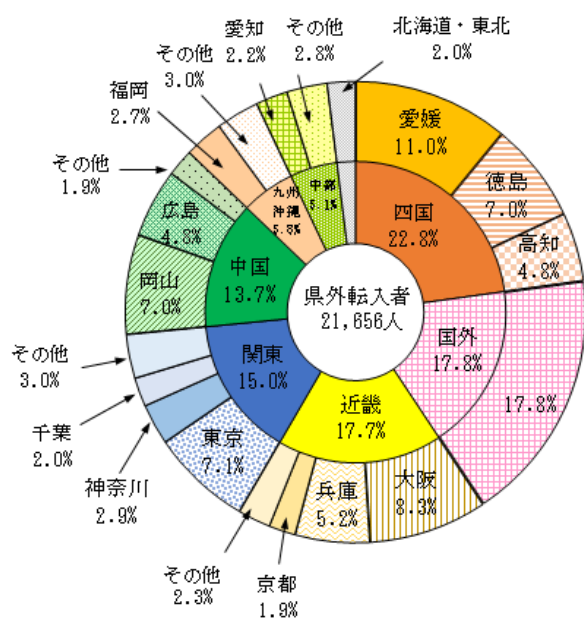 県外転入者
21,656人
四国
22.8%
愛媛
11.0%
徳島
7.0%
高知
4.8%
国外
17.8%
17.8%
近畿
17.7%
大阪
8.3%
兵庫
5.2%
京都
1.9%
その他
2.3%
関東
15.0%
東京
7.1%
神奈川
2.9%
千葉
2.0%
その他
3.0%
中国
13.7%
岡山
7.0%
広島
4.8%
その他
1.9%
九州
沖縄
5.8%
福岡
2.7%
その他
3.0%
中部
5.1%
愛知
2.2%
その他
2.8%
北海道・東北
2.0%